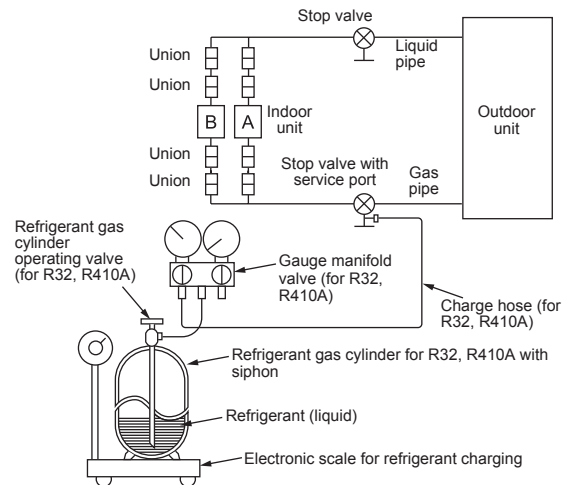 Stop valve
Union
Liquid
pipe
Union
B
A
Indoor
unit
Outdoor
unit
Union
Stop valve with
service port
Gas
pipe
Union
Refrigerant gas
cylinder
operating valve
(for R32, R410A)
Gauge manifold
valve (for R32,
R410A)
Charge hose (for
R32, R410A)
Refrigerant gas cylinder for R32, R410A with
siphon
Refrigerant (liquid)
Electronic scale for refrigerant charging